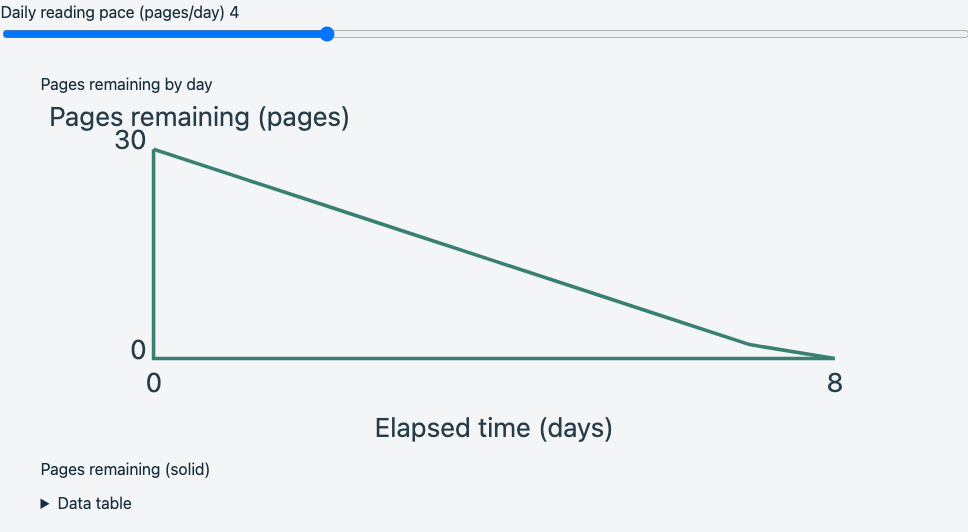 Daily reading pace (pages/day) 4
Pages remaining by day
Pages remaining (pages)
30
0
0
8
Elapsed time (days)
Pages remaining (solid)
Data table